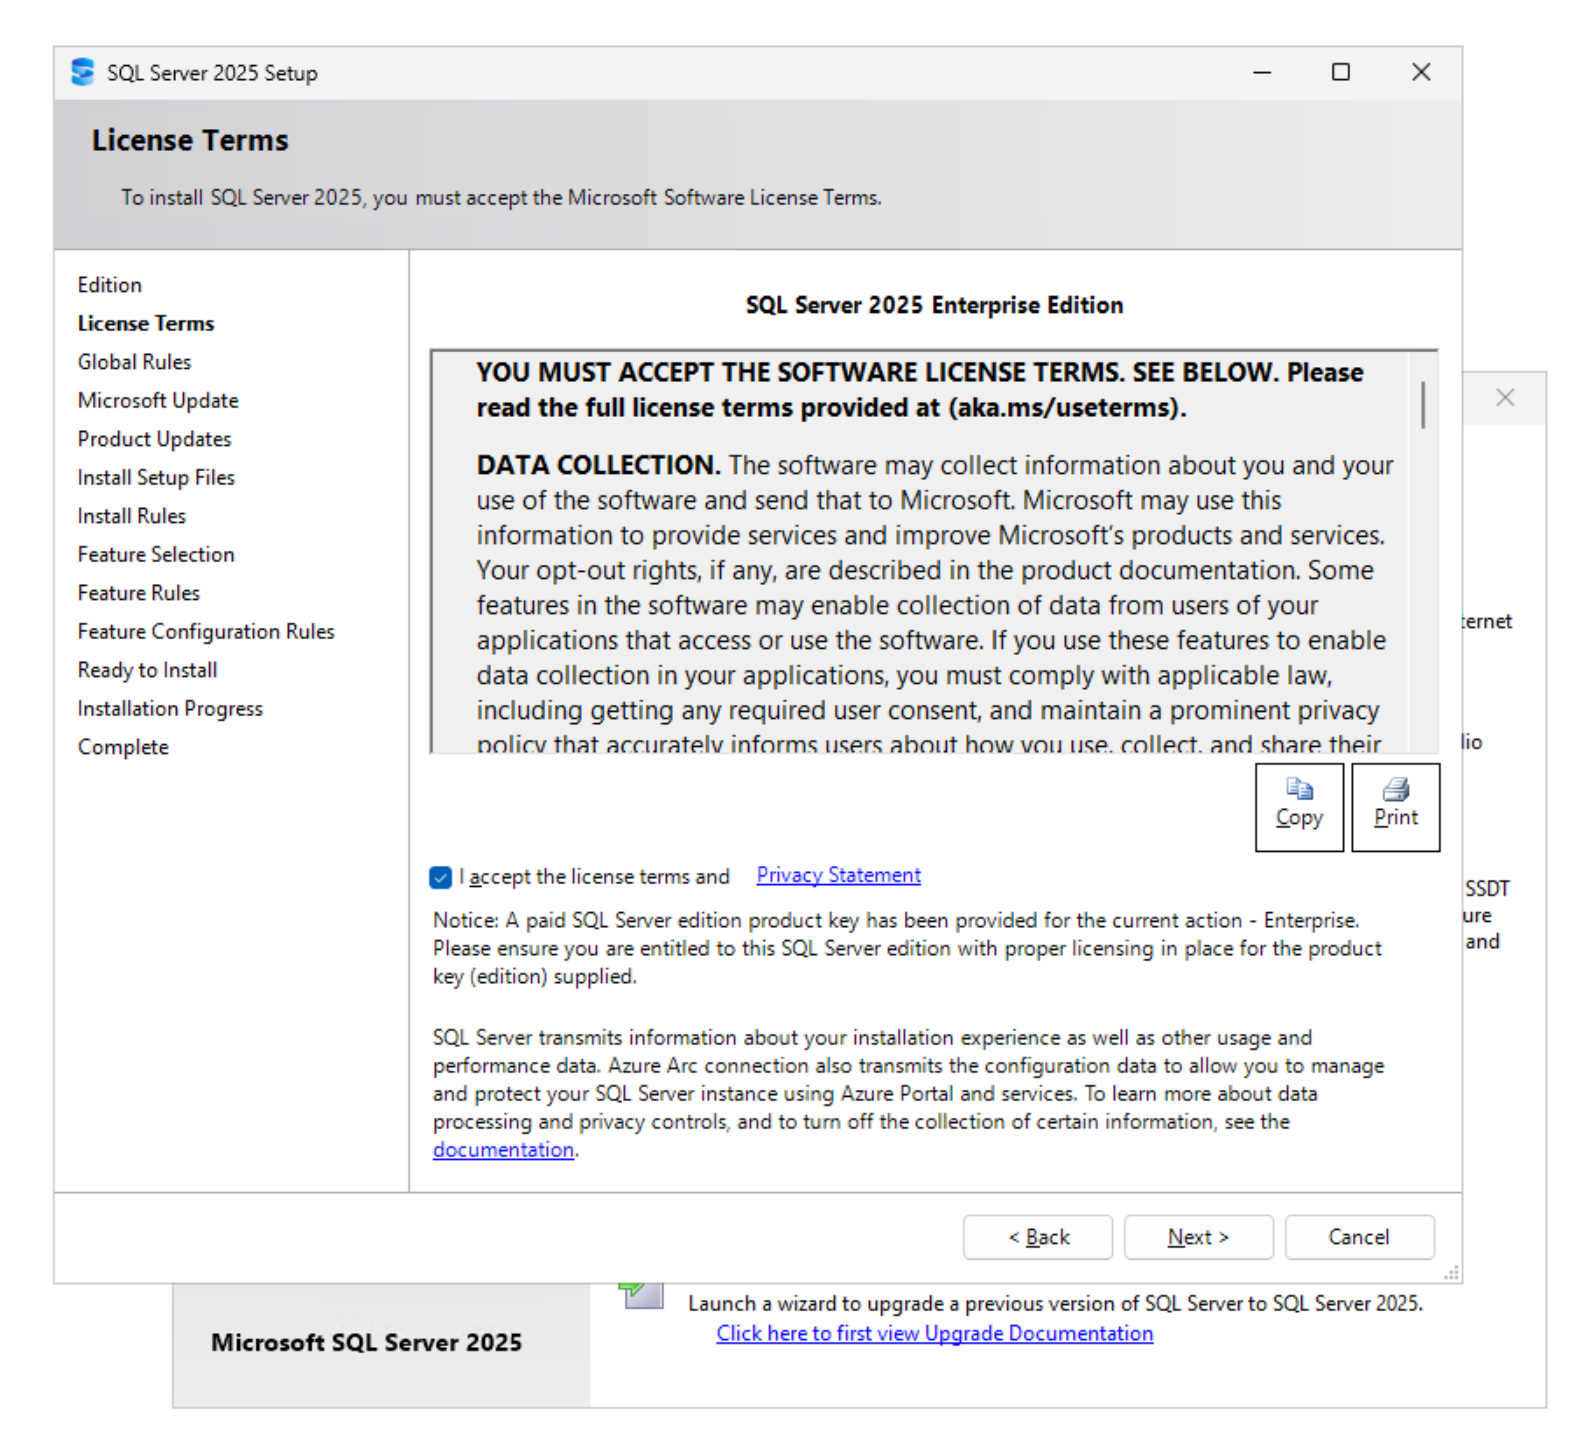 SQL Server 2025 Setup
License Terms
To install SQL Server 2025, you must accept the Microsoft Software License Terms.
Edition
License Terms
Global Rules
Microsoft Update
Product Updates
Install Setup Files
Install Rules
Feature Selection
Feature Rules
Feature Configuration Rules
Ready to Install
Installation Progress
Complete
SQL Server 2025 Enterprise Edition
YOU MUST ACCEPT THE SOFTWARE LICENSE TERMS. SEE BELOW. Please
read the full license terms provided at (aka.ms/useterms).
DATA COLLECTION. The software may collect information about you and your
use of the software and send that to Microsoft. Microsoft may use this
information to provide services and improve Microsoft's products and services.
Your opt-out rights, if any, are described in the product documentation. Some
features in the software may enable collection of data from users of your
applications that access or use the software. If you use these features to enable
data collection in your applications, you must comply with applicable law,
including getting any required user consent, and maintain a prominent privacy
policy that accurately informs users about how you use, collect, and share their
Copy
Print
I accept the license terms and Privacy Statement
Notice: A paid SQL Server edition product key has been provided for the current action - Enterprise.
Please ensure you are entitled to this SQL Server edition with proper licensing in place for the product
key (edition) supplied.
SQL Server transmits information about your installation experience as well as other usage and
performance data. Azure Arc connection also transmits the configuration data to allow you to manage
and protect your SQL Server instance using Azure Portal and services. To learn more about data
processing and privacy controls, and to turn off the collection of certain information, see the
documentation.
< Back
Next >
Cancel
ternet
lio
SSDT
ure
and
Launch a wizard to upgrade a previous version of SQL Server to SQL Server 2025.
Click here to first view Upgrade Documentation
Microsoft SQL Server 2025